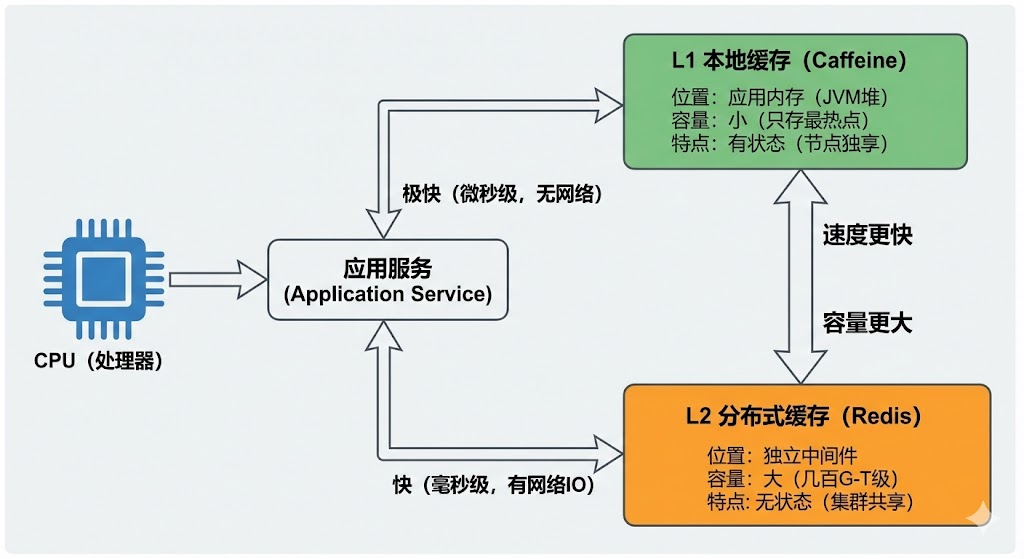 L1 本地缓存（Caffeine）
位置：应用内存（JVM堆）
容量：小（只存最热点）
特点：有状态（节点独享）
极快（微秒级，无网络）
速度更快
应用服务
(Application Service)
容量更大
CPU（处理器）
L2 分布式缓存（Redis）
位置：独立中间件
容量：大（几百G-T级）
特点: 无状态（集群共享）
快（毫秒级，有网络IO）